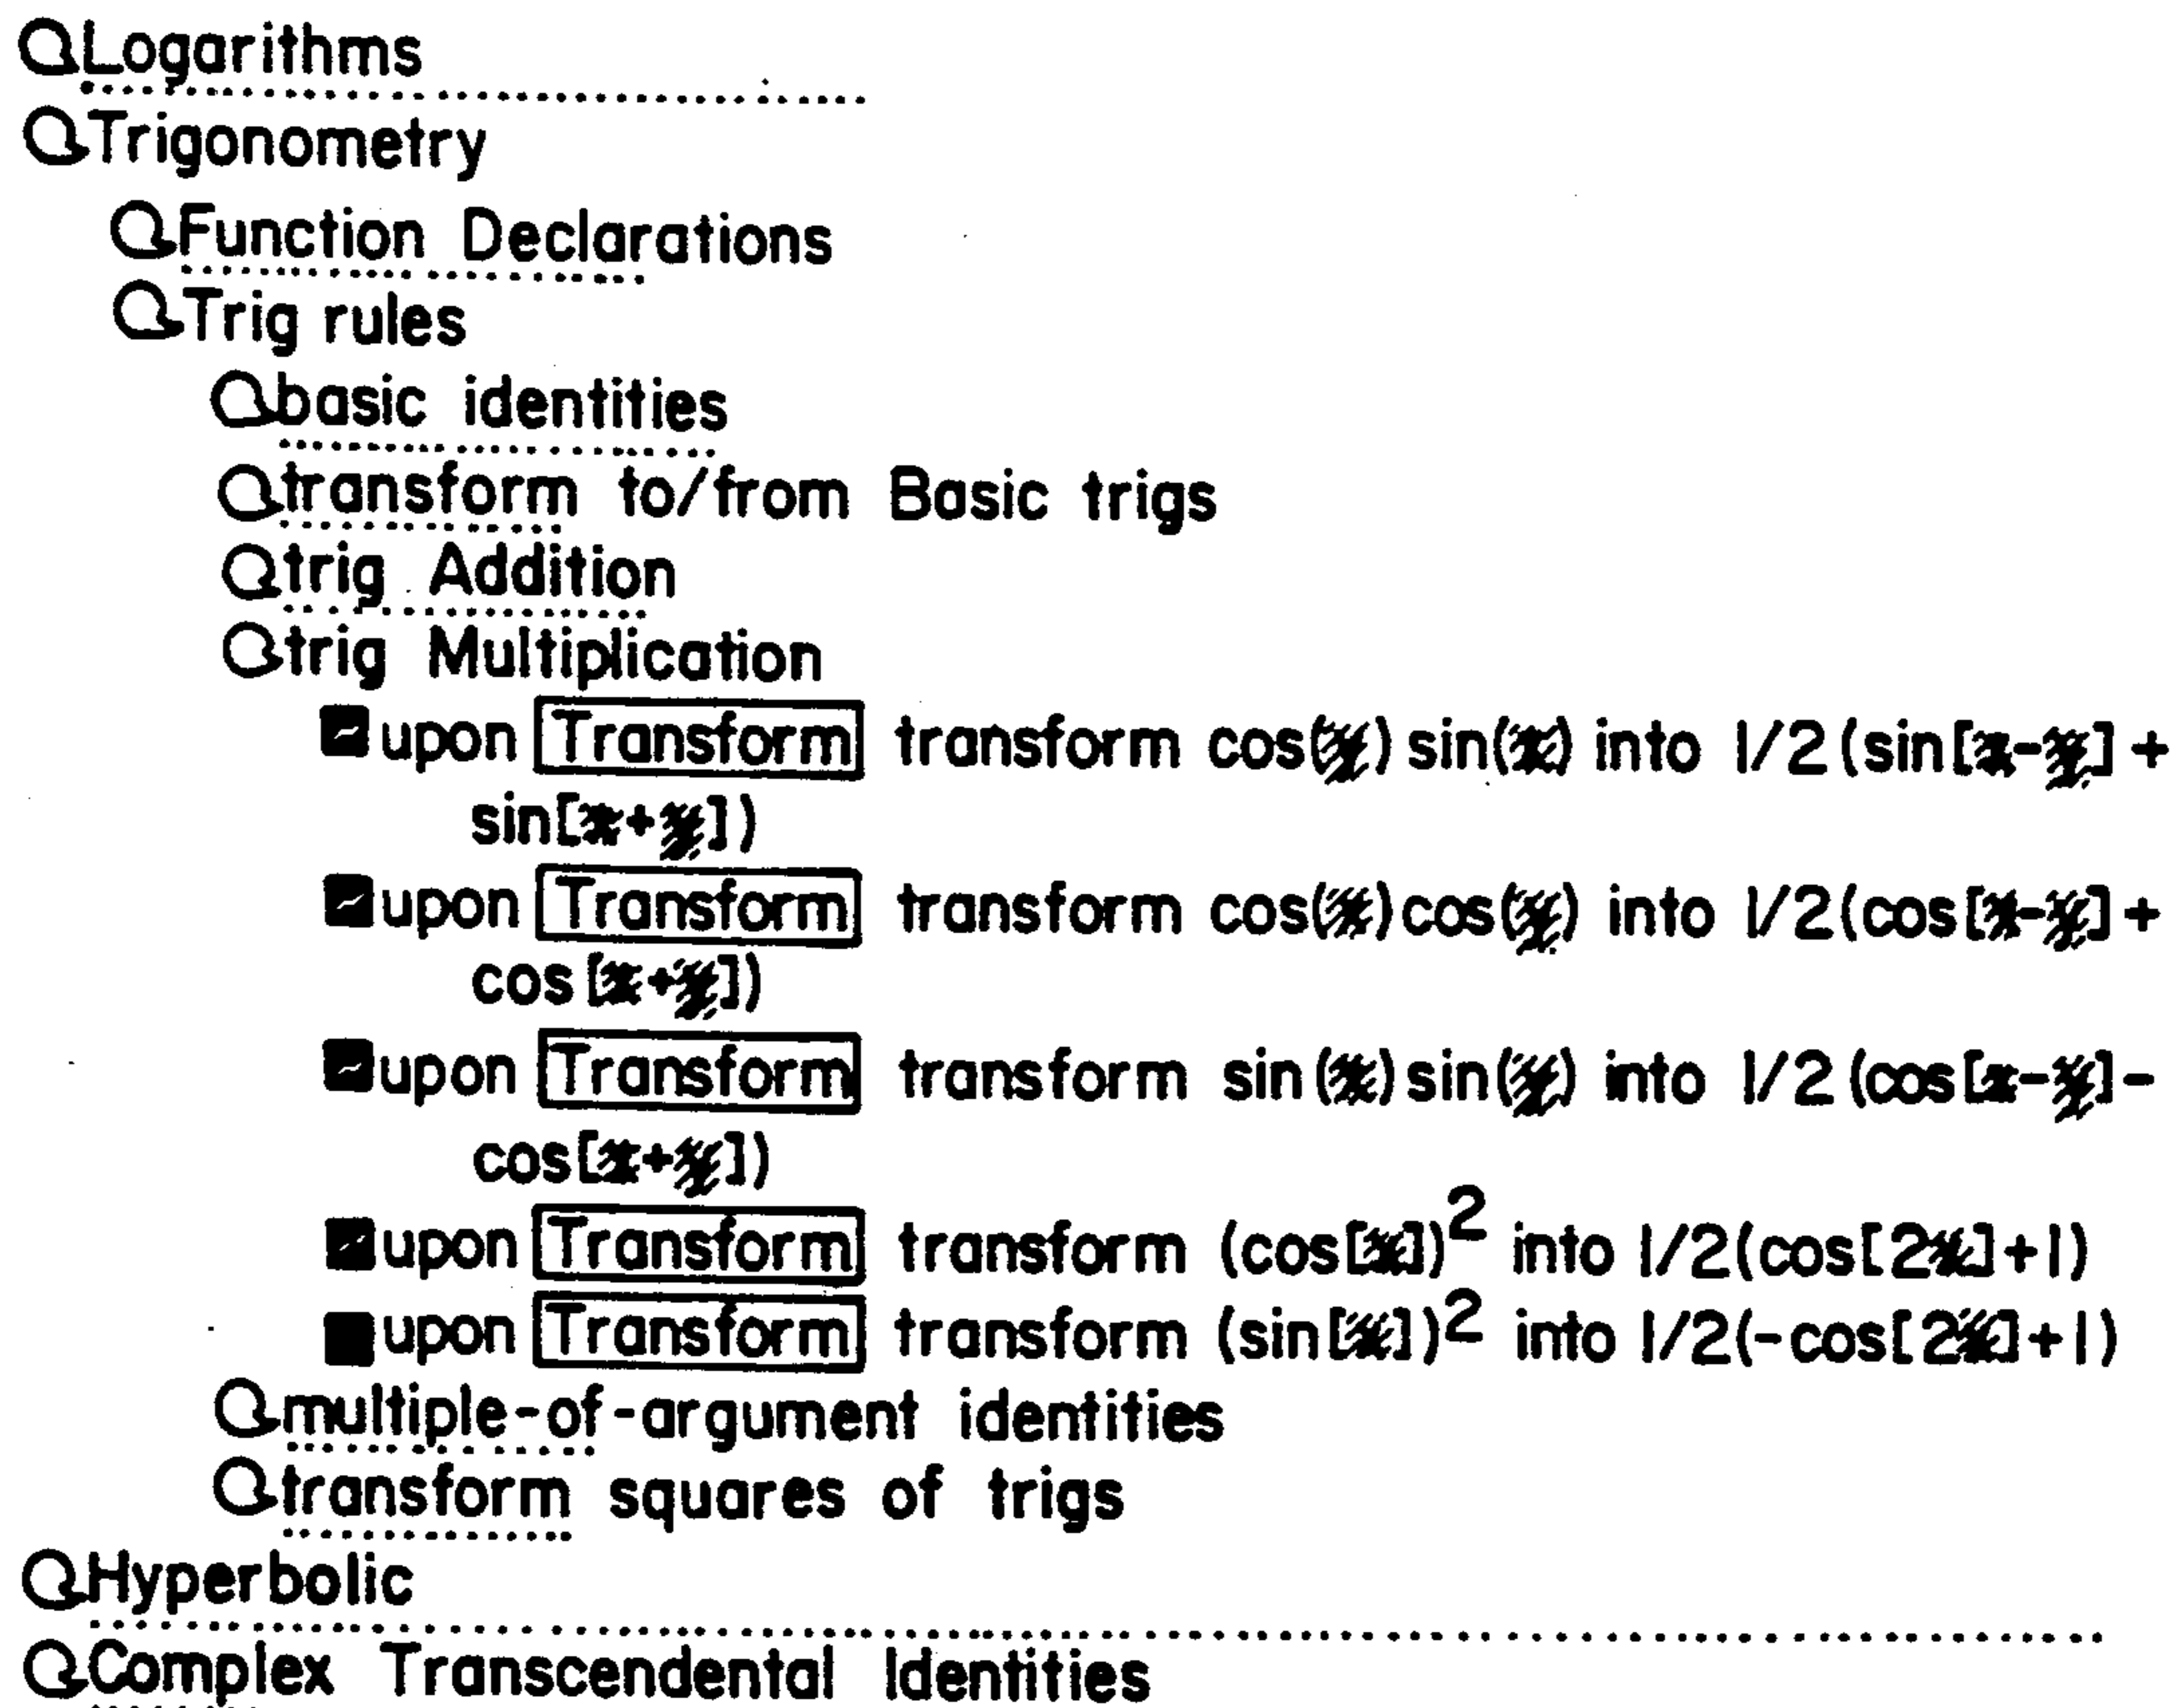 Logarithms
Trigonometry
Function Declarations
Trig rules
basic identities
transform to/from Basic trigs
trig Addition
trig Multiplication
upon Transform transform cos(y) sin(x) into 1/2(sin[x-y]+
sin[x+y])
upon Transform transform cos(x)cos(y) into 1/2(cos[x-y]+
cos[x+y])
upon Transform transform sin(x)sin(y) into 1/2(cos[x-y]-
cos[x+y])
upon Transform transform (cos[x])² into 1/2(cos[2x]+1)
upon Transform transform (sin[x])² into 1/2(-cos[2x]+1)
multiple-of-argument identities
transform squares of trigs
Hyperbolic
Complex Transcendental Identities